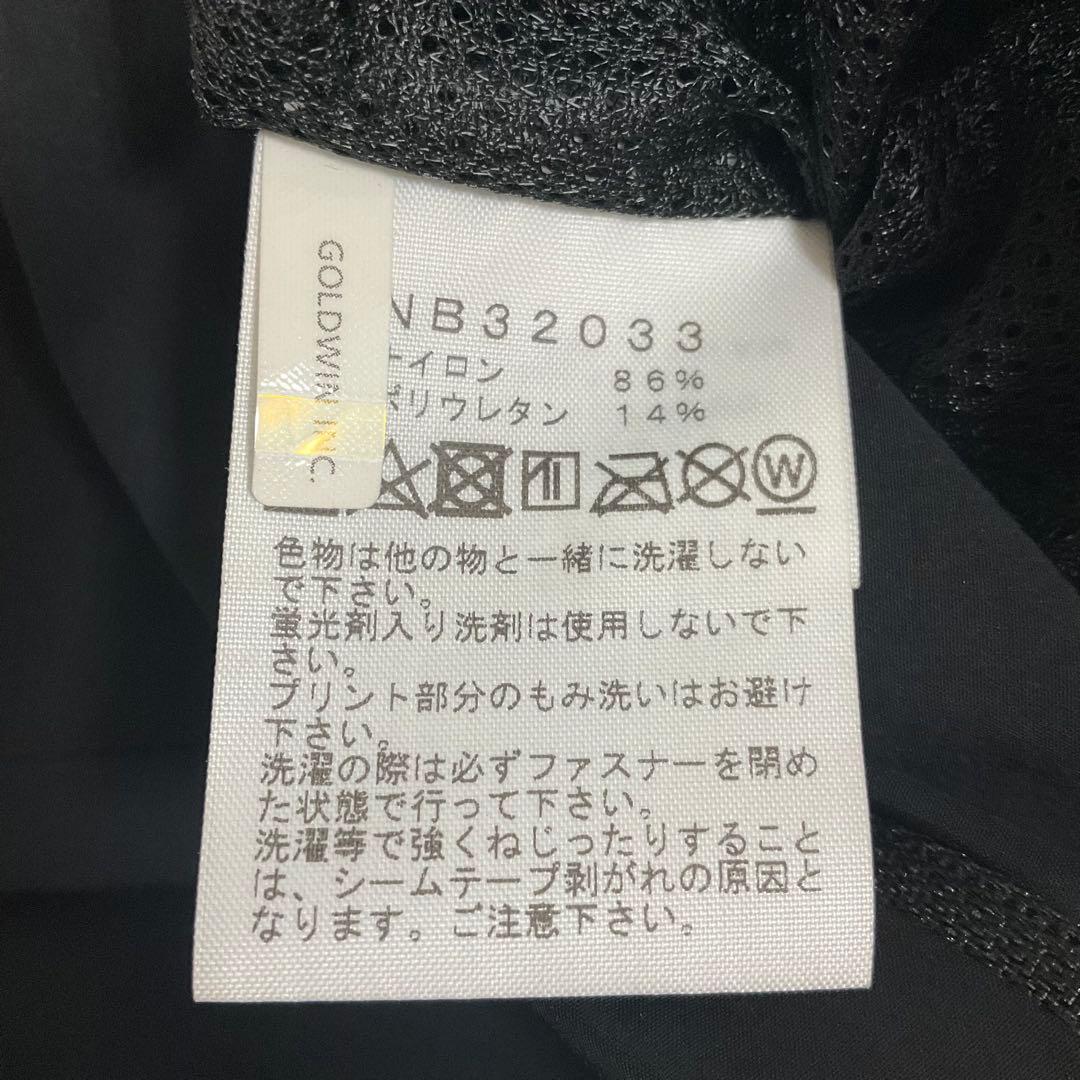 GOLDWIN INC.
NB32033
ナイロン 86%
ポリウレタン 14%
W
色物は他の物と一緒に洗濯しない
で下さい。
蛍光剤入り洗剤は使用しないで下
さい。
プリント部分のもみ洗いはお避け
下さい。
洗濯の際は必ずファスナーを閉め
た状態で行って下さい。
洗濯等で強くねじったりすること
は、シームテープ剥がれの原因と
なります。ご注意下さい。